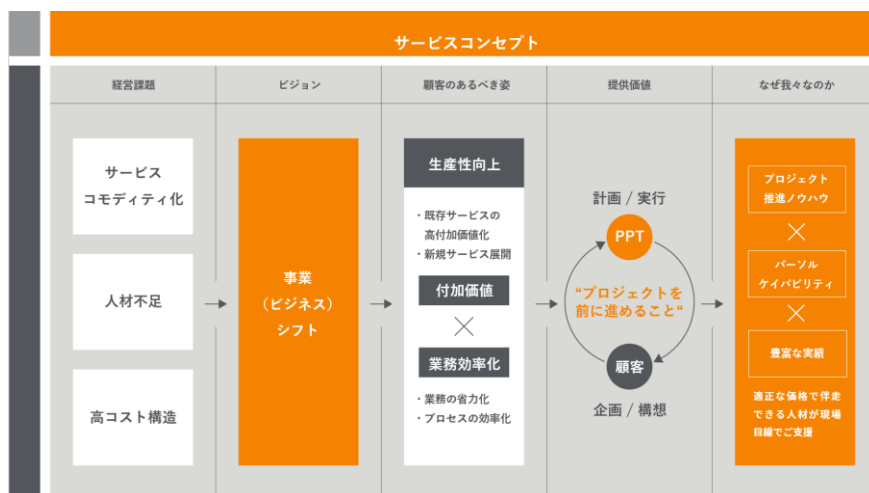 サービスコンセプト
経営課題
ビジョン
顧客のあるべき姿
提供価値
なぜ我々なのか
サービス
コモディティ化
人材不足
高コスト構造
事業
（ビジネス）
シフト
生産性向上
・既存サービスの
高付加価値化
・新規サービス展開
付加価値
×
業務効率化
・業務の省力化
・プロセスの効率化
計画 / 実行
PPT
“プロジェクトを
前に進めること“
顧客
企画 / 構想
プロジェクト
推進ノウハウ
×
パーソル
ケイパビリティ
×
豊富な実績
適正な価格で伴走
できる人材が現場
目線でご支援